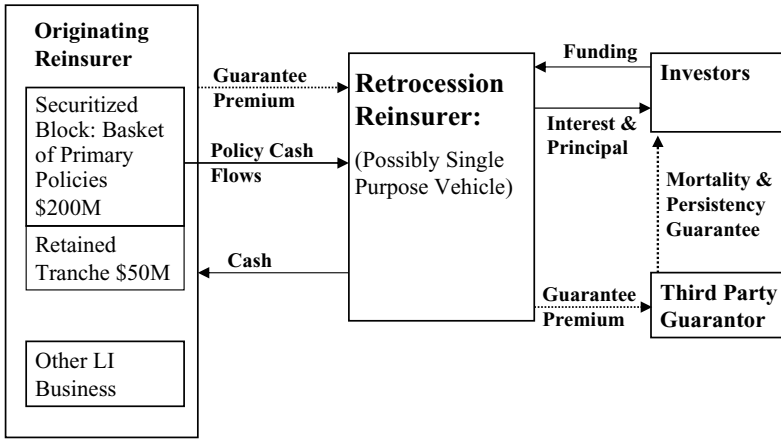 Originating
Reinsurer
Securitized
Block: Basket
of Primary
Policies
$200M
Retained
Tranche $50M
Other LI
Business
Guarantee
Premium
Policy Cash
Flows
Cash
Retrocession
Reinsurer:
(Possibly Single
Purpose Vehicle)
Funding
Interest &
Principal
Guarantee
Premium
Investors
Mortality &
Persistency
Guarantee
Third Party
Guarantor